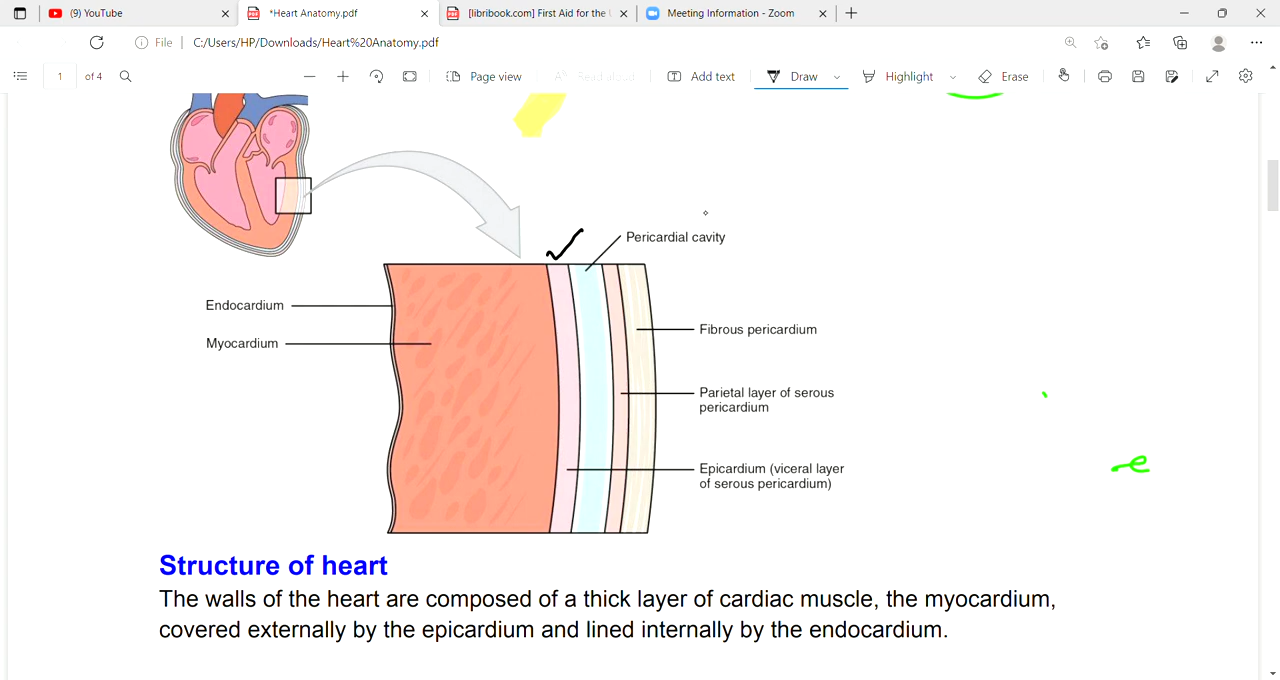 (9) YouTube
*Heart Anatomy.pdf
[libribook.com] First Aid for the U
Meeting Information - Zoom
File
C:/Users/HP/Downloads/Heart%20Anatomy.pdf
1 of 4
Page view
Read aloud
Add text
Draw
Highlight
Erase
Pericardial cavity
Endocardium
Myocardium
Fibrous pericardium
Parietal layer of serous
pericardium
Epicardium (viceral layer
of serous pericardium)
Structure of heart
The walls of the heart are composed of a thick layer of cardiac muscle, the myocardium,
covered externally by the epicardium and lined internally by the endocardium.